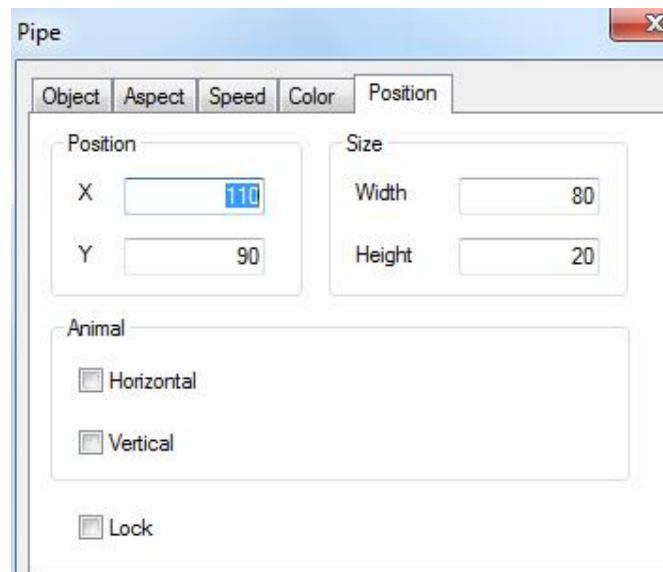 Pipe
Object Aspect Speed Color Position
Position
X 110
Y 90
Size
Width 80
Height 20
Animal
Horizontal
Vertical
Lock